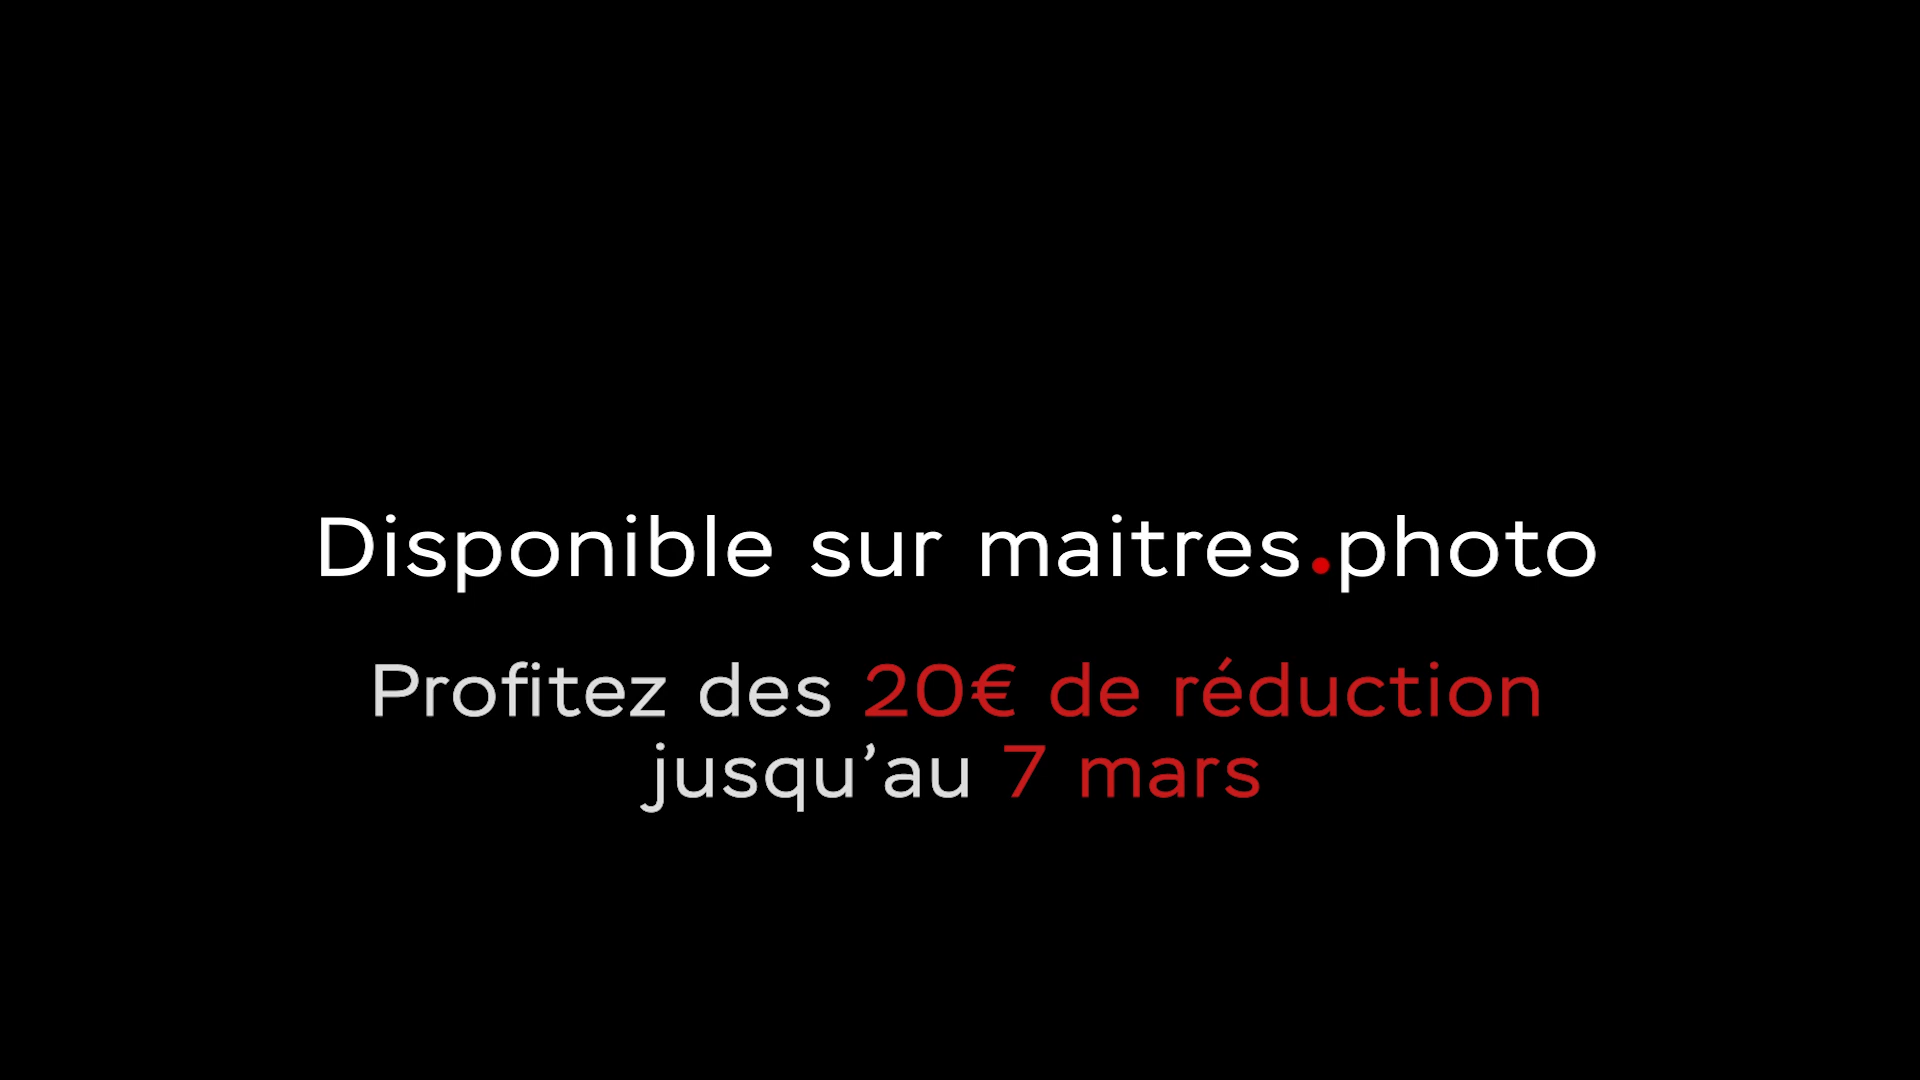 Disponible sur maitres.photo
Profitez des 20€ de réduction
jusqu’au 7 mars